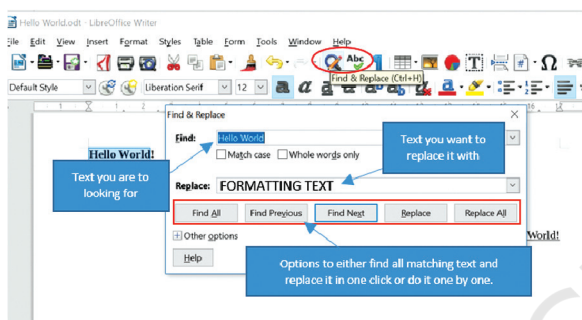 Hello World.odt - LibreOffice Writer
File Edit View Insert Format Styles Table Form Tools Window Help
Abc
Find & Replace (Ctrl+H)
Default Style Liberation Serif 12 a a a
Find & Replace
Find: Hello World
Match case Whole words only
Text you want to
replace it with
Hello World!
Text you are to
looking for
Replace: FORMATTING TEXT
Find All Find Previous Find Next Replace Replace All
Other options
World!
Help
Options to either find all matching text and
replace it in one click or do it one by one.